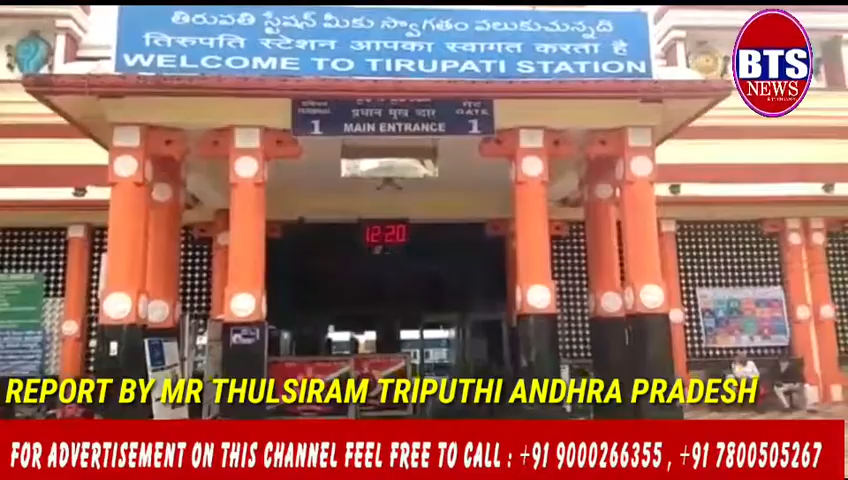 తిరుపతి స్టేషన్ మీకు స్వాగతం పలుకుచున్నది
तिरुपति स्टेशन आपका स्वागत करता है
WELCOME TO TIRUPATI STATION
BTS
NEWS
1
प्रधान मुख द्वार
MAIN ENTRANCE
GATE
1
12:20
REPORT BY MR THULSIRAM TRIPUTHI ANDHRA PRADESH
FOR ADVERTISEMENT ON THIS CHANNEL FEEL FREE TO CALL : +91 9000266355 , +91 7800505267